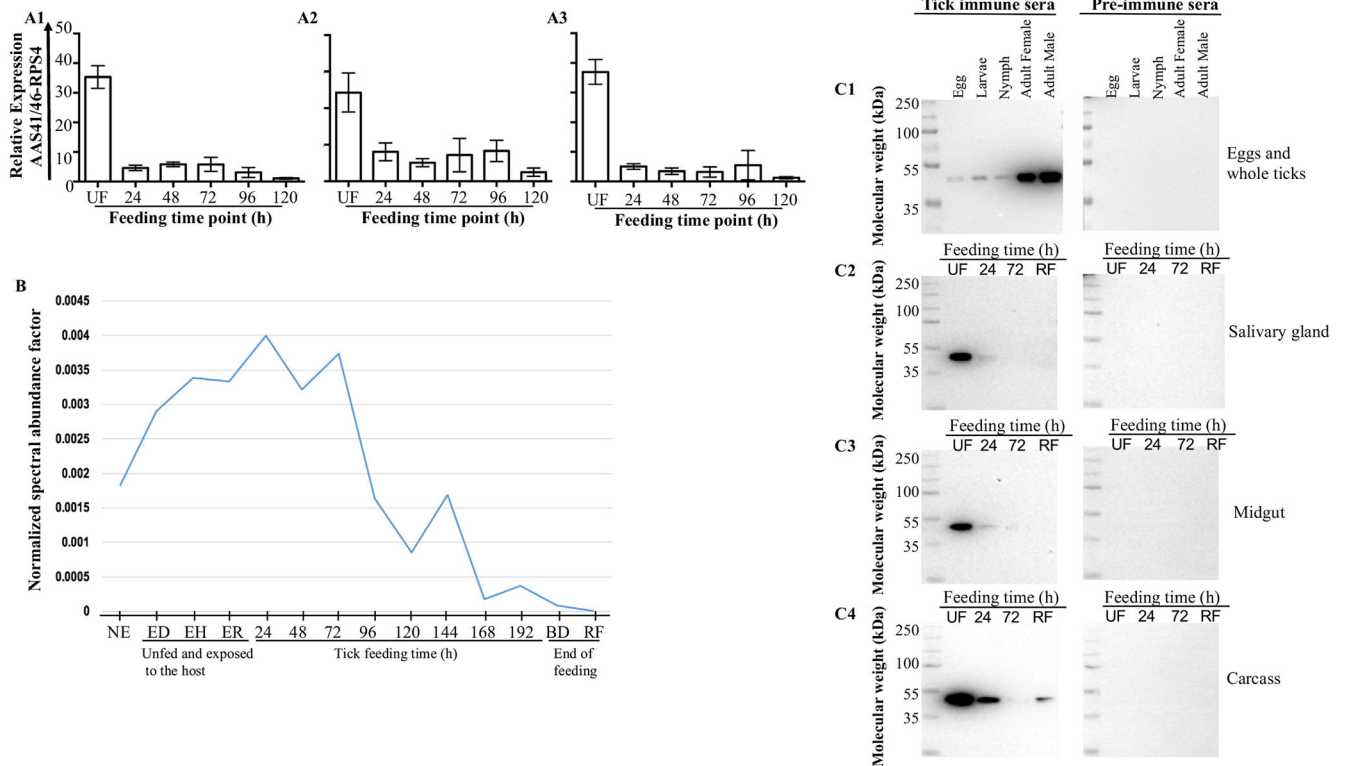 A1
Relative Expression
AAS41/46-RPS4
50
40
30
20
10
0
UF 24 48 72 96 120
Feeding time point (h)
A2
UF 24 48 72 96 120
Feeding time point (h)
A3
UF 24 48 72 96 120
Feeding time point (h)
B
Normalized spectral abundance factor
0.0045
0.004
0.0035
0.003
0.0025
0.002
0.0015
0.001
0.0005
0
NE ED EH ER 24 48 72 96 120 144 168 192 BD RF
Unfed and exposed
to the host
Tick feeding time (h)
End of
feeding
Tick immune sera
Pre-immune sera
C1
Molecular weight (kDa)
Egg
Larvae
Nymph
Adult Female
Adult Male
Egg
Larvae
Nymph
Adult Female
Adult Male
250
100
55
35
Eggs and
whole ticks
C2
Molecular weight (kDa)
Feeding time (h)
UF 24 72 RF
Feeding time (h)
UF 24 72 RF
250
100
55
35
Salivary gland
C3
Molecular weight (kDa)
Feeding time (h)
UF 24 72 RF
Feeding time (h)
UF 24 72 RF
250
100
55
35
Midgut
C4
Molecular weight (kDa)
Feeding time (h)
UF 24 72 RF
Feeding time (h)
UF 24 72 RF
250
100
55
35
Carcass